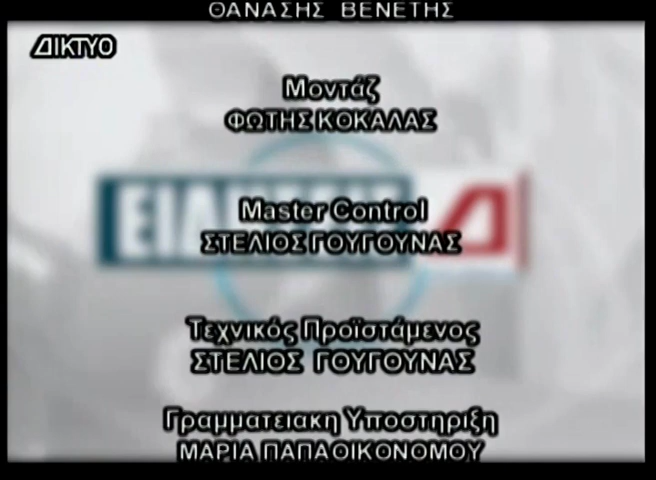 ΘΑΝΑΣΗΣ ΒΕΝΕΤΗΣ
ΔΙΚΤΥΟ
Μοντάζ
ΦΩΤΗΣ ΚΟΚΑΛΑΣ
Master Control
ΣΤΕΛΙΟΣ ΓΟΥΓΟΥΝΑΣ
Τεχνικός Προϊστάμενος
ΣΤΕΛΙΟΣ ΓΟΥΓΟΥΝΑΣ
Γραμματειακη Υποστηριξη
ΜΑΡΙΑ ΠΑΠΑΟΙΚΟΝΟΜΟΥ